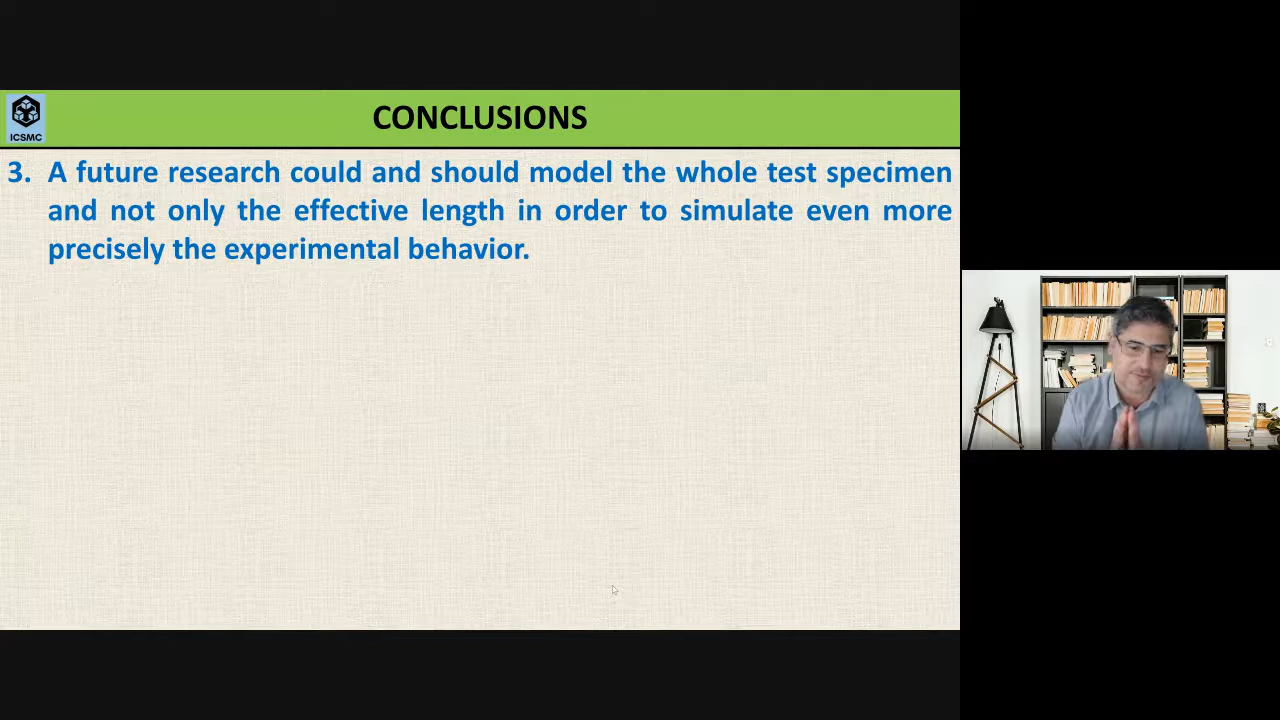 CONCLUSIONS
ICSMC
3. A future research could and should model the whole test specimen
and not only the effective length in order to simulate even more
precisely the experimental behavior.